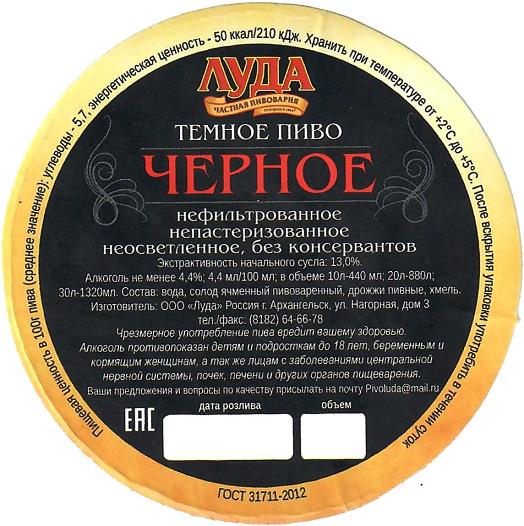 Пищевая ценность в 100г пива (среднее значение): углеводы - 5,7, энергетическая ценность - 50 ккал/210 кДж. Хранить при температуре от +2°С до +5°С. После вскрытия упаковки употребить в течении суток
ЛУДА
ЧАСТНАЯ ПИВОВАРНЯ
ТЕМНОЕ ПИВО
ЧЕРНОЕ
нефильтрованное
непастеризованное
неосветленное, без консервантов
Экстрактивность начального сусла: 13,0%.
Алкоголь не менее 4,4%; 4,4 мл/100 мл; в объеме 10л-440 мл; 20л-880л;
30л-1320мл. Состав: вода, солод ячменный пивоваренный, дрожжи пивные, хмель.
Изготовитель: ООО «Луда» Россия г. Архангельск, ул. Нагорная, дом 3
тел./факс: (8182) 64-66-78
Чрезмерное употребление пива вредит вашему здоровью.
Алкоголь противопоказан детям и подросткам до 18 лет, беременным и
кормящим женщинам, а так же лицам с заболеваниями центральной
нервной системы, почек, печени и других органов пищеварения.
Ваши предложения и вопросы по качеству присылать на почту Pivoluda@mail.ru
EAC
дата розлива
объем
ГОСТ 31711-2012